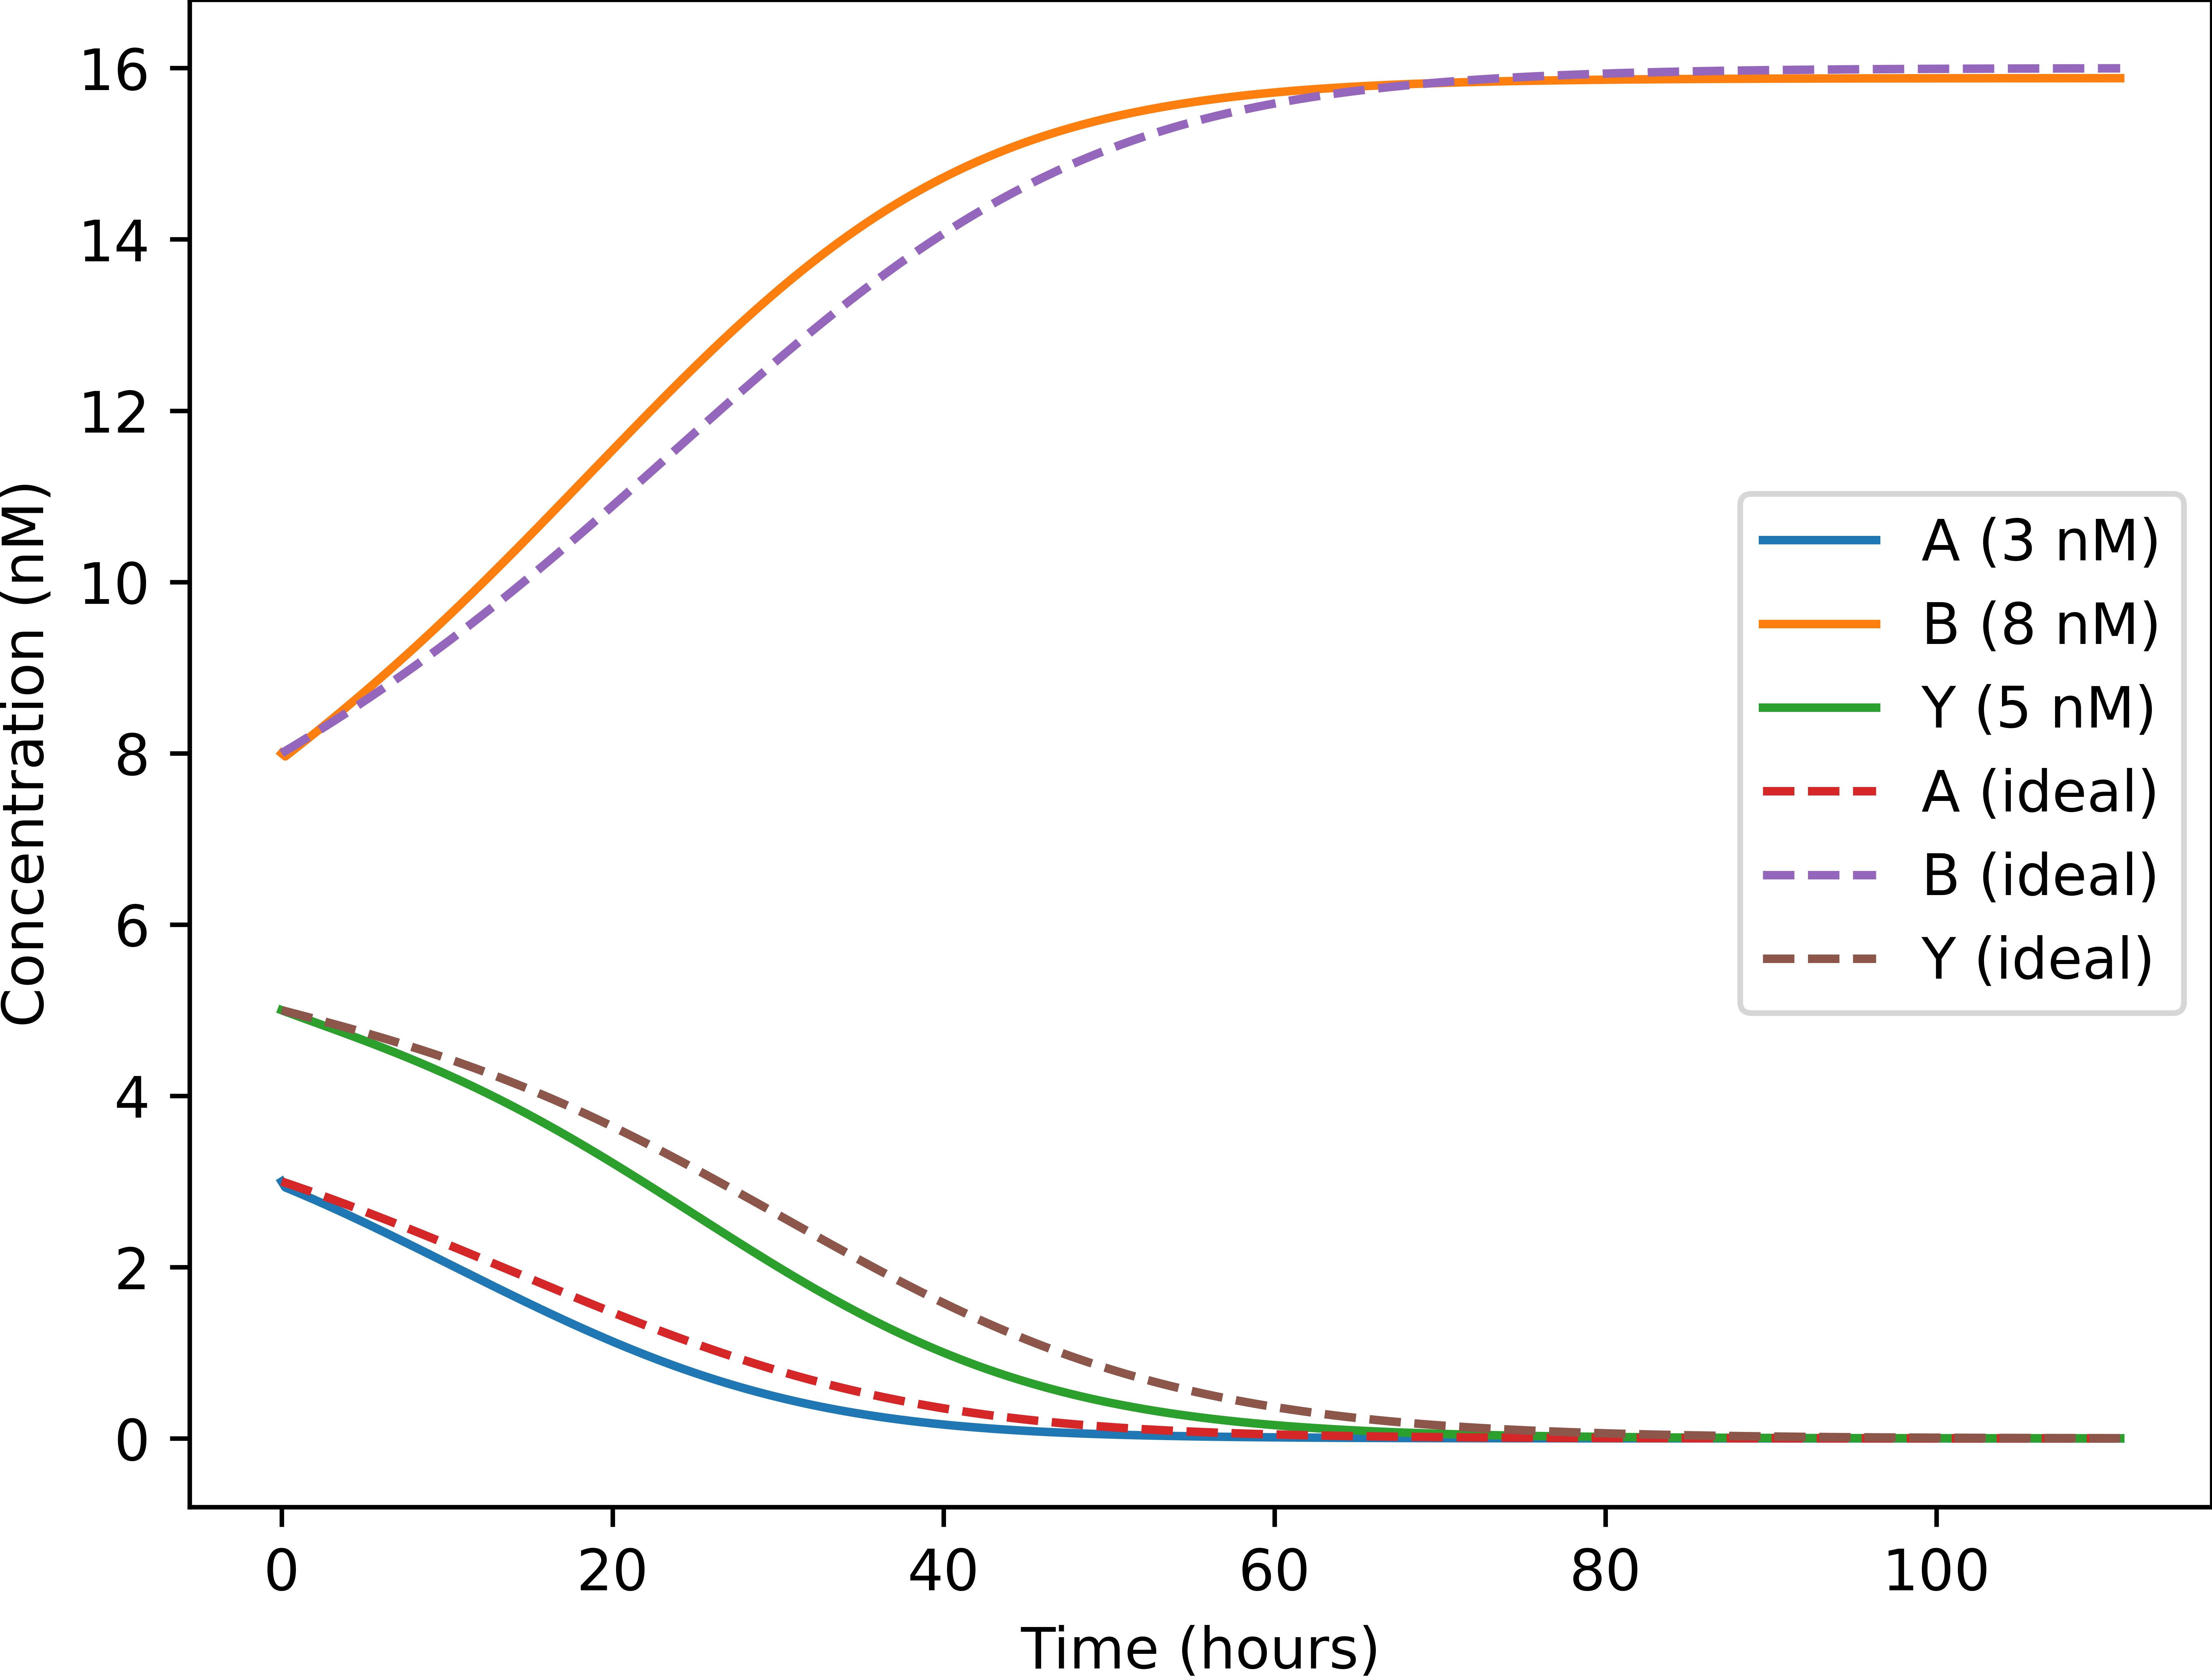 16
14
12
10
8
6
4
2
0
Concentration (nM)
A (3 nM)
B (8 nM)
Y (5 nM)
A (ideal)
B (ideal)
Y (ideal)
0 20 40 60 80 100
Time (hours)